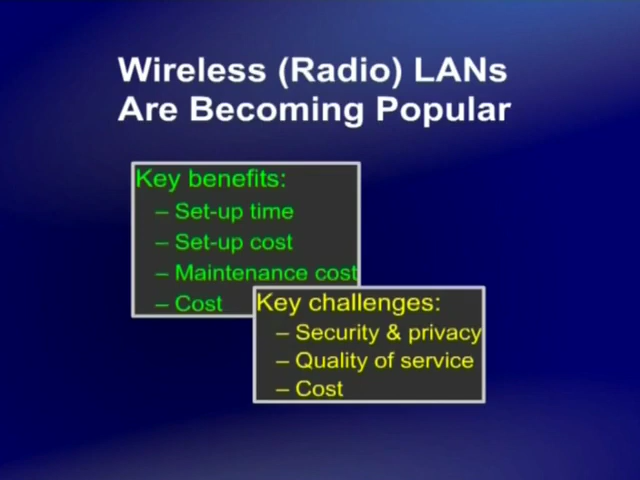 Wireless (Radio) LANs
Are Becoming Popular
Key benefits:
– Set-up time
– Set-up cost
– Maintenance cost
– Cost
Key challenges:
– Security & privacy
– Quality of service
– Cost